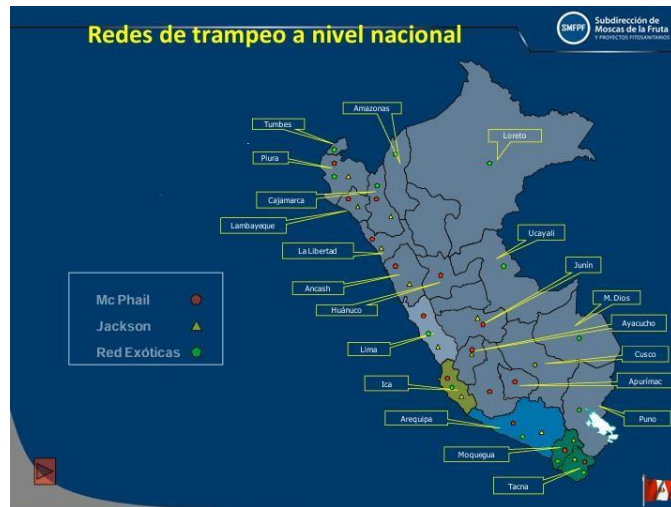 Redes de trampeo a nivel nacional
SMFPF
Subdirección de
Moscas de la Fruta
Y PROYECTOS FITOSANITARIOS
Amazonas
Tumbes
Loreto
Piura
Cajamarca
Lambayeque
Ucayali
La Libertad
Junín
Ancash
Huánuco
M. Dios
Ayacucho
Lima
Cusco
Ica
Apurímac
Arequipa
Puno
Moquegua
Tacna
Mc Phail
Jackson
Red Exóticas